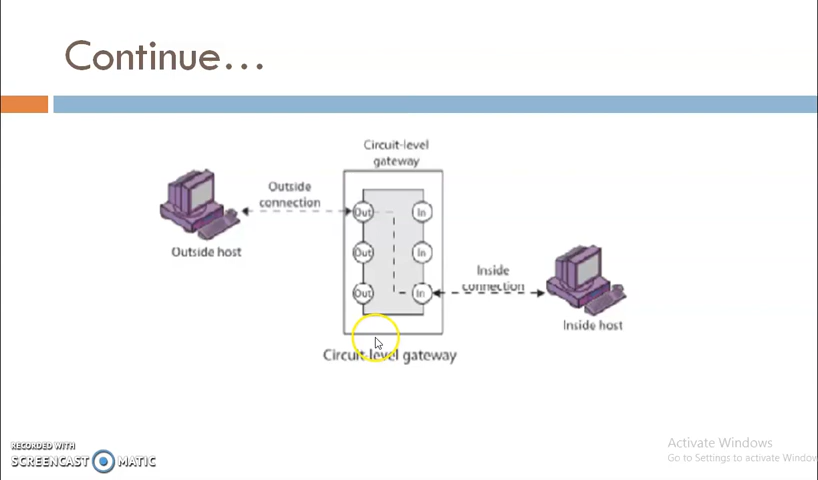 Continue...
Circuit-level
gateway
Outside
connection
Out
In
Outside host
Out
In
Inside
connection
Out
In
Inside host
Circuit-level gateway
Activate Windows
Go to Settings to activate Window
RECORDED WITH
SCREENCAST MATIC